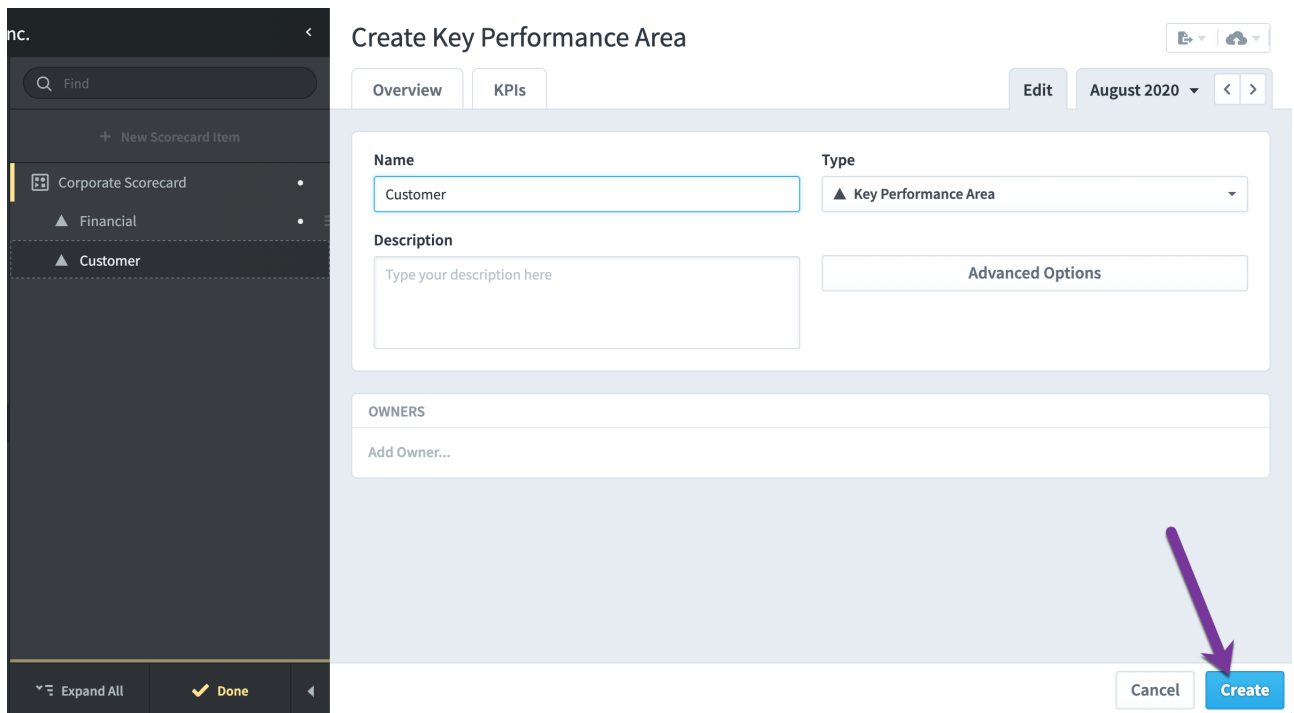 nc.
Create Key Performance Area
Find
Overview
KPIs
Edit
August 2020
+ New Scorecard Item
Corporate Scorecard
Financial
Customer
Name
Type
Customer
Key Performance Area
Description
Type your description here
Advanced Options
OWNERS
Add Owner...
Expand All
Done
Cancel
Create